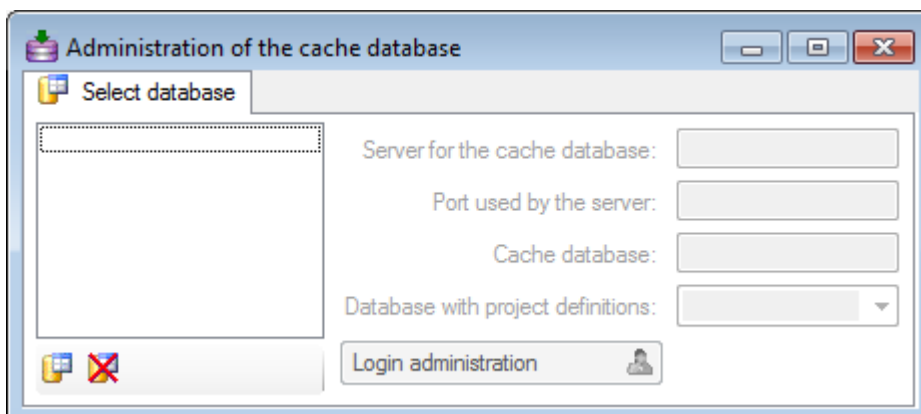 Administration of the cache database
Select database
Server for the cache database:
Port used by the server:
Cache database:
Database with project definitions:
Login administration